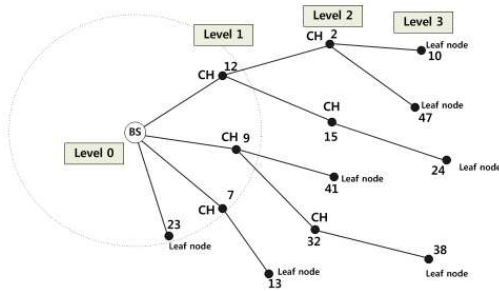 Level 2
Level 1
Level 3
CH 2
Leaf node
10
12
CH
Leaf node
47
CH
15
BS
CH 9
Level 0
Leaf node
24
Leaf node
41
7
CH
CH
32
23
Leaf node
38
Leaf node
Leaf node
13